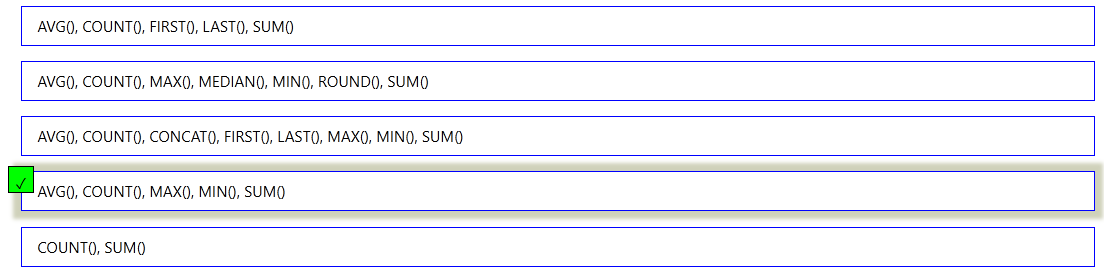 AVG(), COUNT(), FIRST(), LAST(), SUM()
AVG(), COUNT(), MAX(), MEDIAN(), MIN(), ROUND(), SUM()
AVG(), COUNT(), CONCAT(), FIRST(), LAST(), MAX(), MIN(), SUM()
✓
AVG(), COUNT(), MAX(), MIN(), SUM()
COUNT(), SUM()